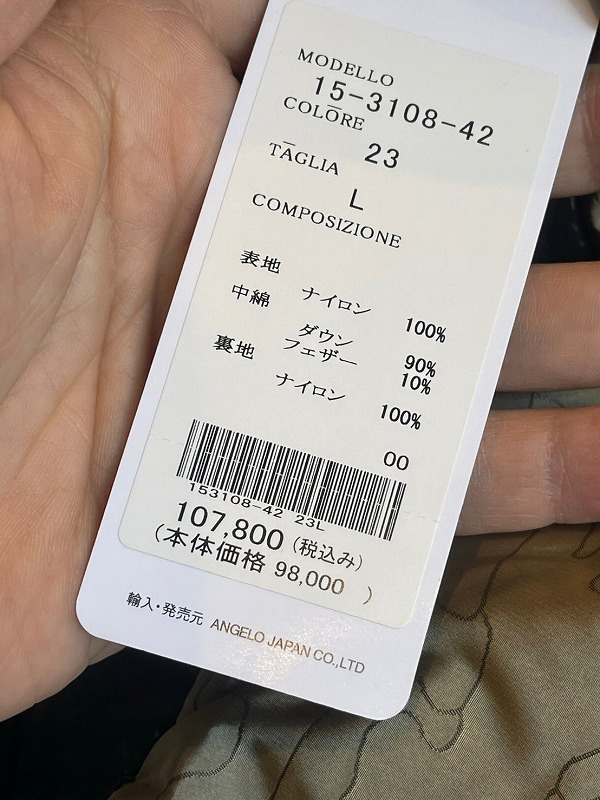 MODELLO
15-3108-42
COLORE
23
TAGLIA
L
COMPOSIZIONE
表地
ナイロン 100%
中綿
ダウン 90%
フェザー 10%
裏地
ナイロン 100%
00
153108-42 23L
107,800 (税込み)
(本体価格 98,000 )
輸入・発売元 ANGELO JAPAN CO.,LTD